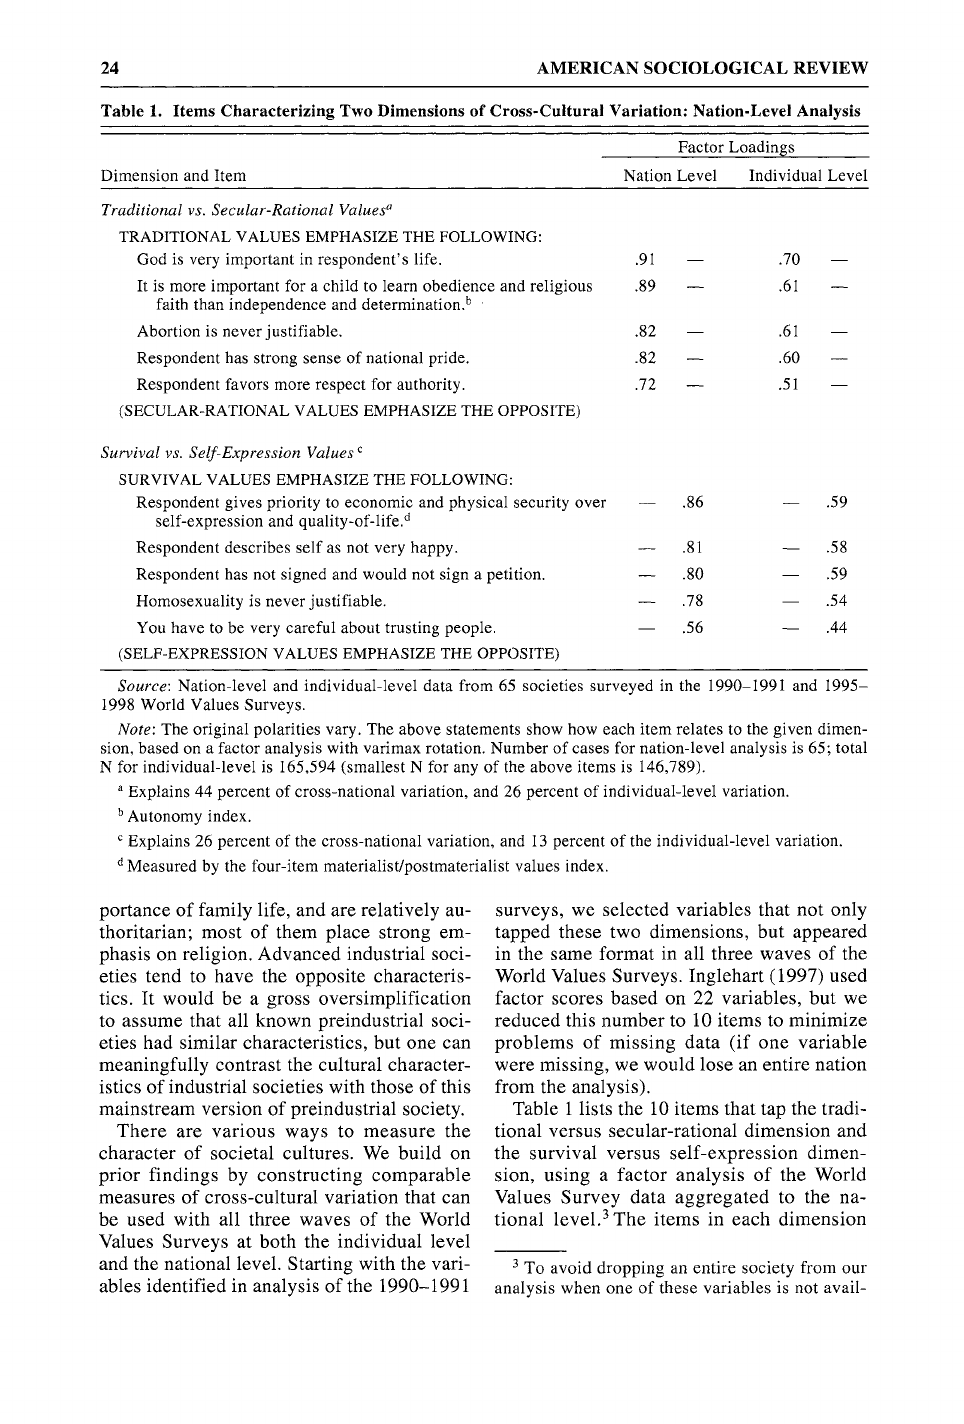 24 AMERICAN SOCIOLOGICAL REVIEW
Table 1. Items Characterizing Two Dimensions of Cross-Cultural Variation: Nation-Level Analysis
Factor Loadings
Dimension and Item Nation Level Individual Level
Traditional vs. Secular-Rational Valuesᵃ
TRADITIONAL VALUES EMPHASIZE THE FOLLOWING:
God is very important in respondent's life. .91 — .70 —
It is more important for a child to learn obedience and religious .89 — .61 —
faith than independence and determination.ᵇ
Abortion is never justifiable. .82 — .61 —
Respondent has strong sense of national pride. .82 — .60 —
Respondent favors more respect for authority. .72 — .51 —
(SECULAR-RATIONAL VALUES EMPHASIZE THE OPPOSITE)
Survival vs. Self-Expression Values ᶜ
SURVIVAL VALUES EMPHASIZE THE FOLLOWING:
Respondent gives priority to economic and physical security over — .86 — .59
self-expression and quality-of-life.ᵈ
Respondent describes self as not very happy. — .81 — .58
Respondent has not signed and would not sign a petition. — .80 — .59
Homosexuality is never justifiable. — .78 — .54
You have to be very careful about trusting people. — .56 — .44
(SELF-EXPRESSION VALUES EMPHASIZE THE OPPOSITE)
Source: Nation-level and individual-level data from 65 societies surveyed in the 1990–1991 and 1995–
1998 World Values Surveys.
Note: The original polarities vary. The above statements show how each item relates to the given dimen-
sion, based on a factor analysis with varimax rotation. Number of cases for nation-level analysis is 65; total
N for individual-level is 165,594 (smallest N for any of the above items is 146,789).
ᵃ Explains 44 percent of cross-national variation, and 26 percent of individual-level variation.
ᵇ Autonomy index.
ᶜ Explains 26 percent of the cross-national variation, and 13 percent of the individual-level variation.
ᵈ Measured by the four-item materialist/postmaterialist values index.
portance of family life, and are relatively au-
thoritarian; most of them place strong em-
phasis on religion. Advanced industrial soci-
eties tend to have the opposite characteris-
tics. It would be a gross oversimplification
to assume that all known preindustrial soci-
eties had similar characteristics, but one can
meaningfully contrast the cultural character-
istics of industrial societies with those of this
mainstream version of preindustrial society.
There are various ways to measure the
character of societal cultures. We build on
prior findings by constructing comparable
measures of cross-cultural variation that can
be used with all three waves of the World
Values Surveys at both the individual level
and the national level. Starting with the vari-
ables identified in analysis of the 1990–1991
surveys, we selected variables that not only
tapped these two dimensions, but appeared
in the same format in all three waves of the
World Values Surveys. Inglehart (1997) used
factor scores based on 22 variables, but we
reduced this number to 10 items to minimize
problems of missing data (if one variable
were missing, we would lose an entire nation
from the analysis).
Table 1 lists the 10 items that tap the tradi-
tional versus secular-rational dimension and
the survival versus self-expression dimen-
sion, using a factor analysis of the World
Values Survey data aggregated to the na-
tional level.³ The items in each dimension
³ To avoid dropping an entire society from our
analysis when one of these variables is not avail-